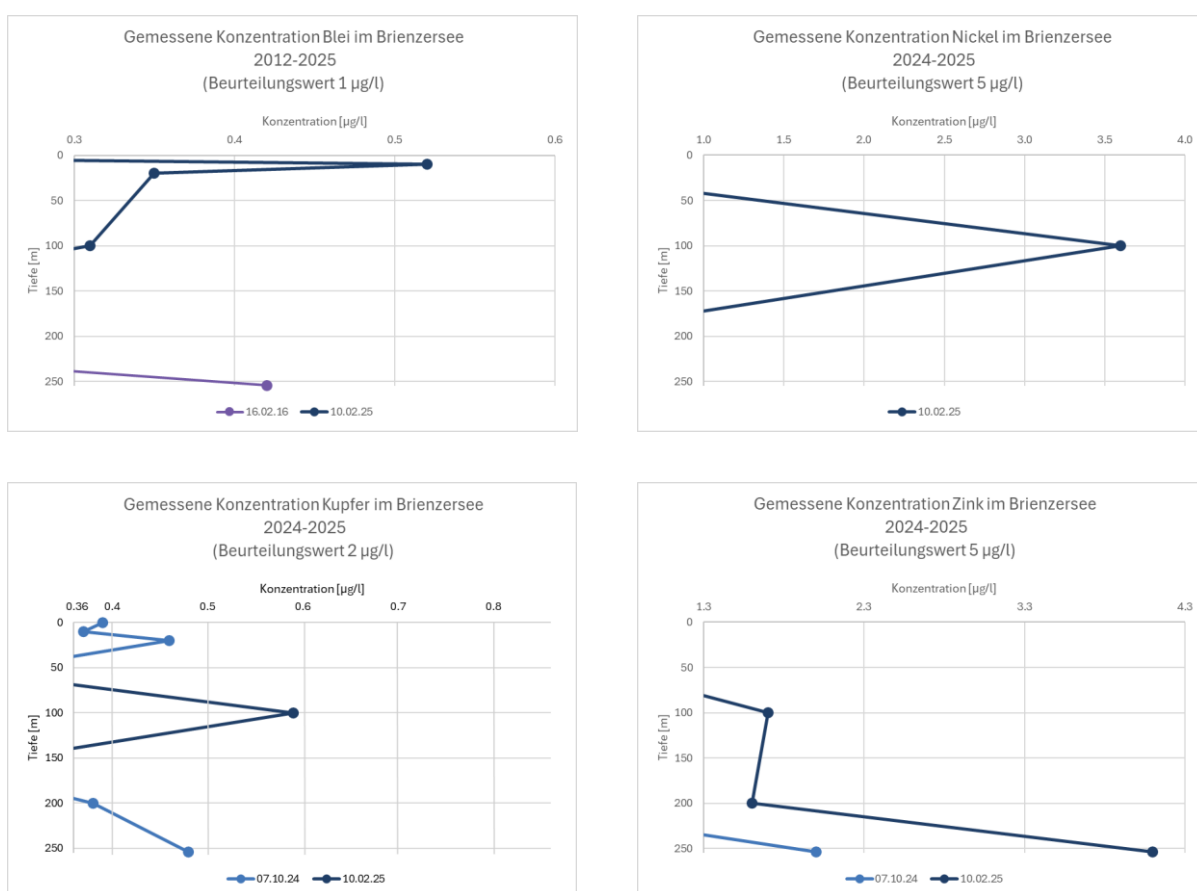 Gemessene Konzentration Blei im Brienzersee
2012-2025
(Beurteilungswert 1 µg/l)
Konzentration [µg/l]
0.3 0.4 0.5 0.6
0
50
100
150
200
250
Tiefe [m]
16.02.16 10.02.25
Gemessene Konzentration Nickel im Brienzersee
2024-2025
(Beurteilungswert 5 µg/l)
Konzentration [µg/l]
1.0 1.5 2.0 2.5 3.0 3.5 4.0
0
50
100
150
200
250
Tiefe [m]
10.02.25
Gemessene Konzentration Kupfer im Brienzersee
2024-2025
(Beurteilungswert 2 µg/l)
Konzentration [µg/l]
0.36 0.4 0.5 0.6 0.7 0.8
0
50
100
150
200
250
Tiefe [m]
07.10.24 10.02.25
Gemessene Konzentration Zink im Brienzersee
2024-2025
(Beurteilungswert 5 µg/l)
Konzentration [µg/l]
1.3 2.3 3.3 4.3
0
50
100
150
200
250
Tiefe [m]
07.10.24 10.02.25